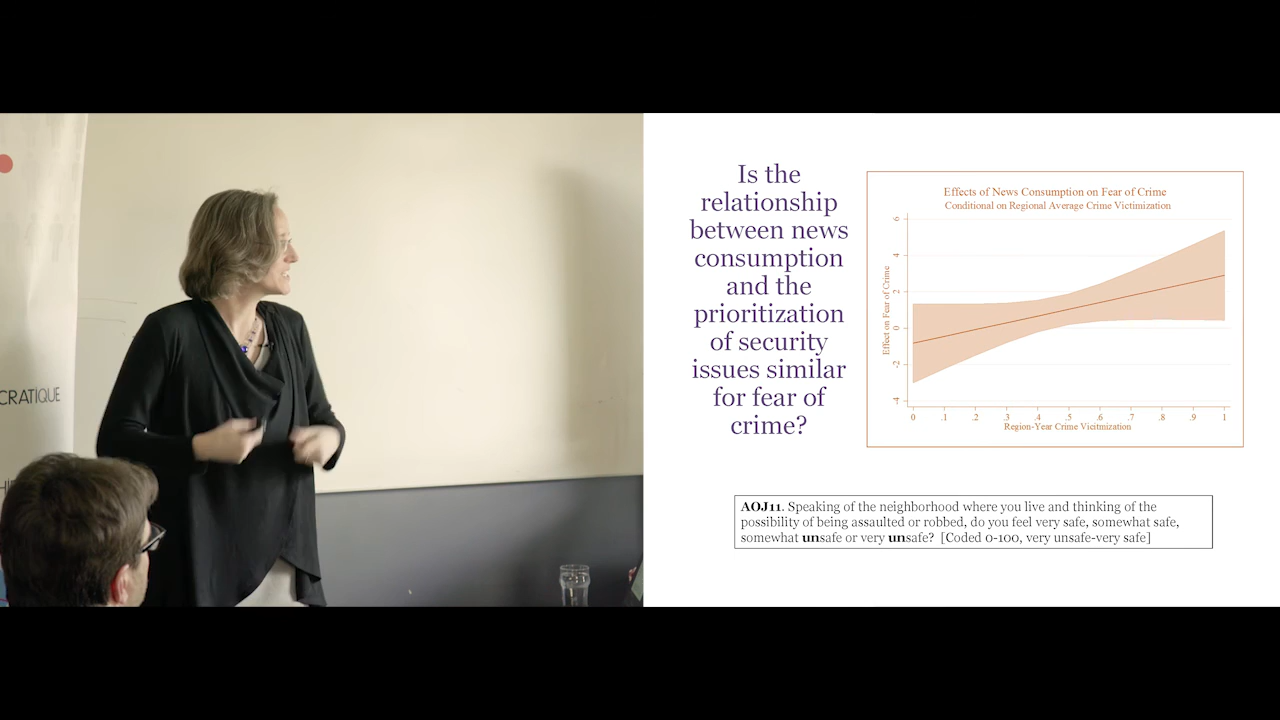 CRATİQUE
Is the
relationship
between news
consumption
and the
prioritization
of security
issues similar
for fear of
crime?
Effects of News Consumption on Fear of Crime
Conditional on Regional Average Crime Victimization
Effect on Fear of Crime
6
4
2
0
-2
-4
0 .1 .2 .3 .4 .5 .6 .7 .8 .9 1
Region-Year Crime Vicitmization
AOJ11. Speaking of the neighborhood where you live and thinking of the
possibility of being assaulted or robbed, do you feel very safe, somewhat safe,
somewhat unsafe or very unsafe? [Coded 0-100, very unsafe-very safe]